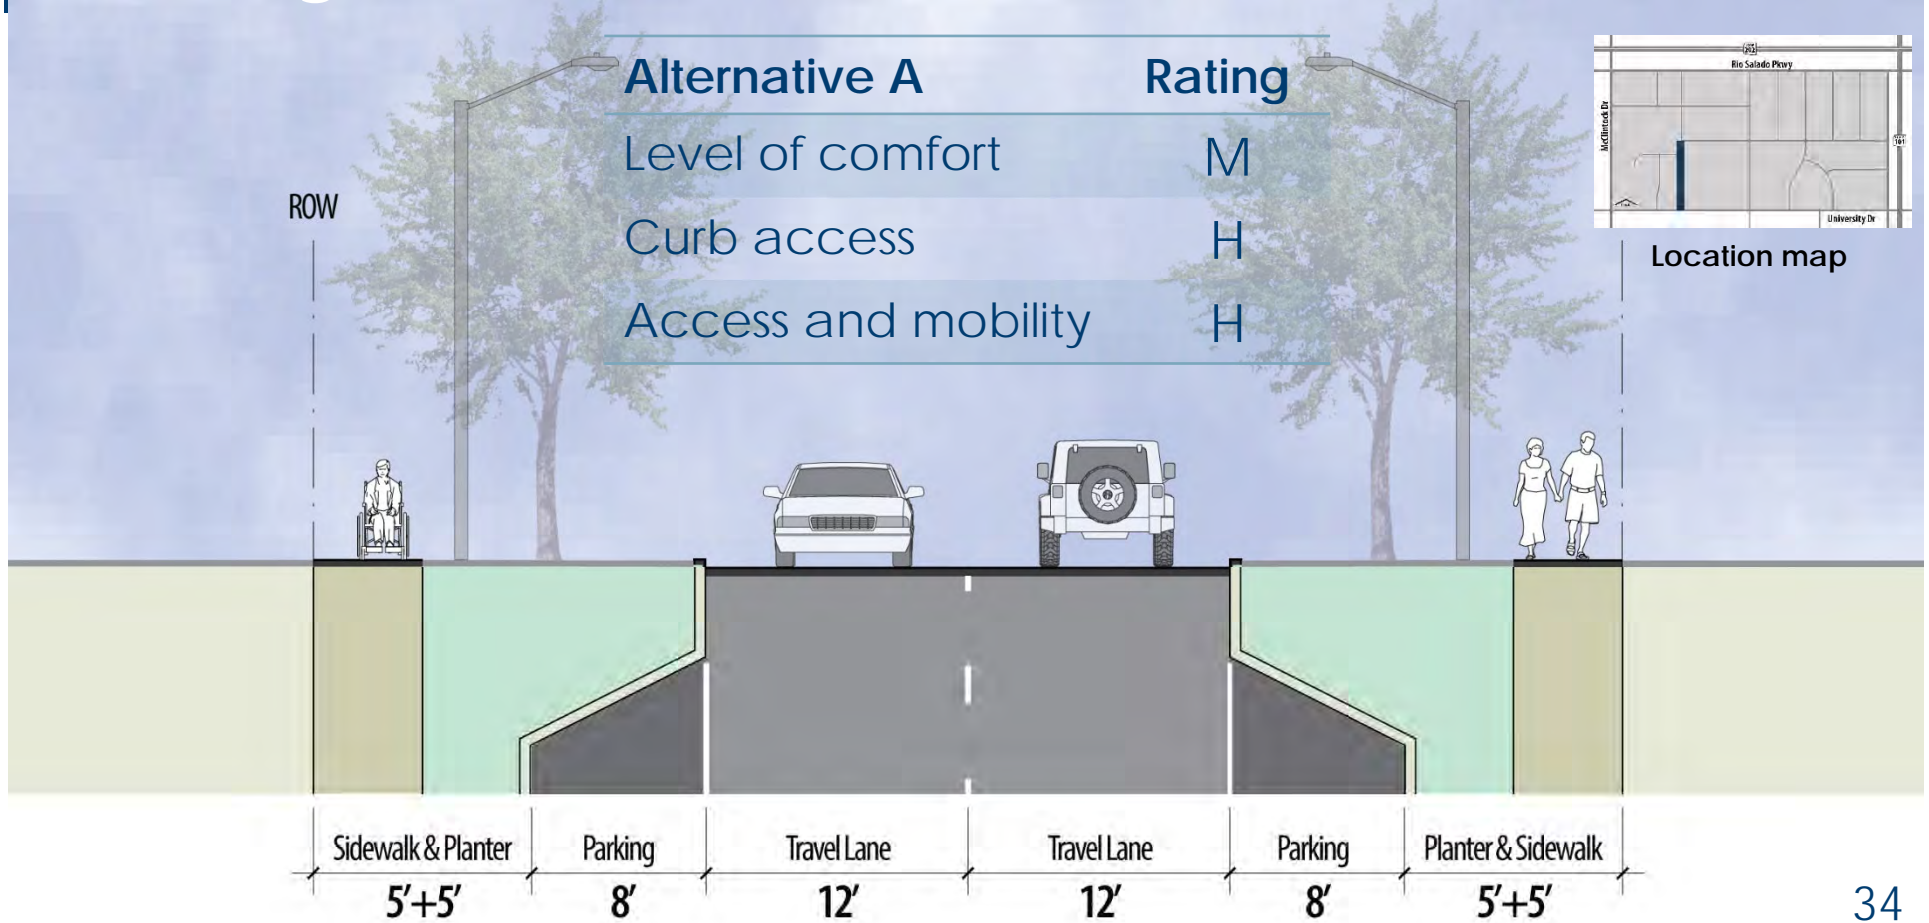 Alternative A Rating
Level of comfort M
Curb access H
Access and mobility H
ROW
202
Rio Salado Pkwy
McClintock Dr
101
University Dr
Location map
Sidewalk & Planter Parking Travel Lane Travel Lane Parking Planter & Sidewalk
5'+5' 8' 12' 12' 8' 5'+5'
34